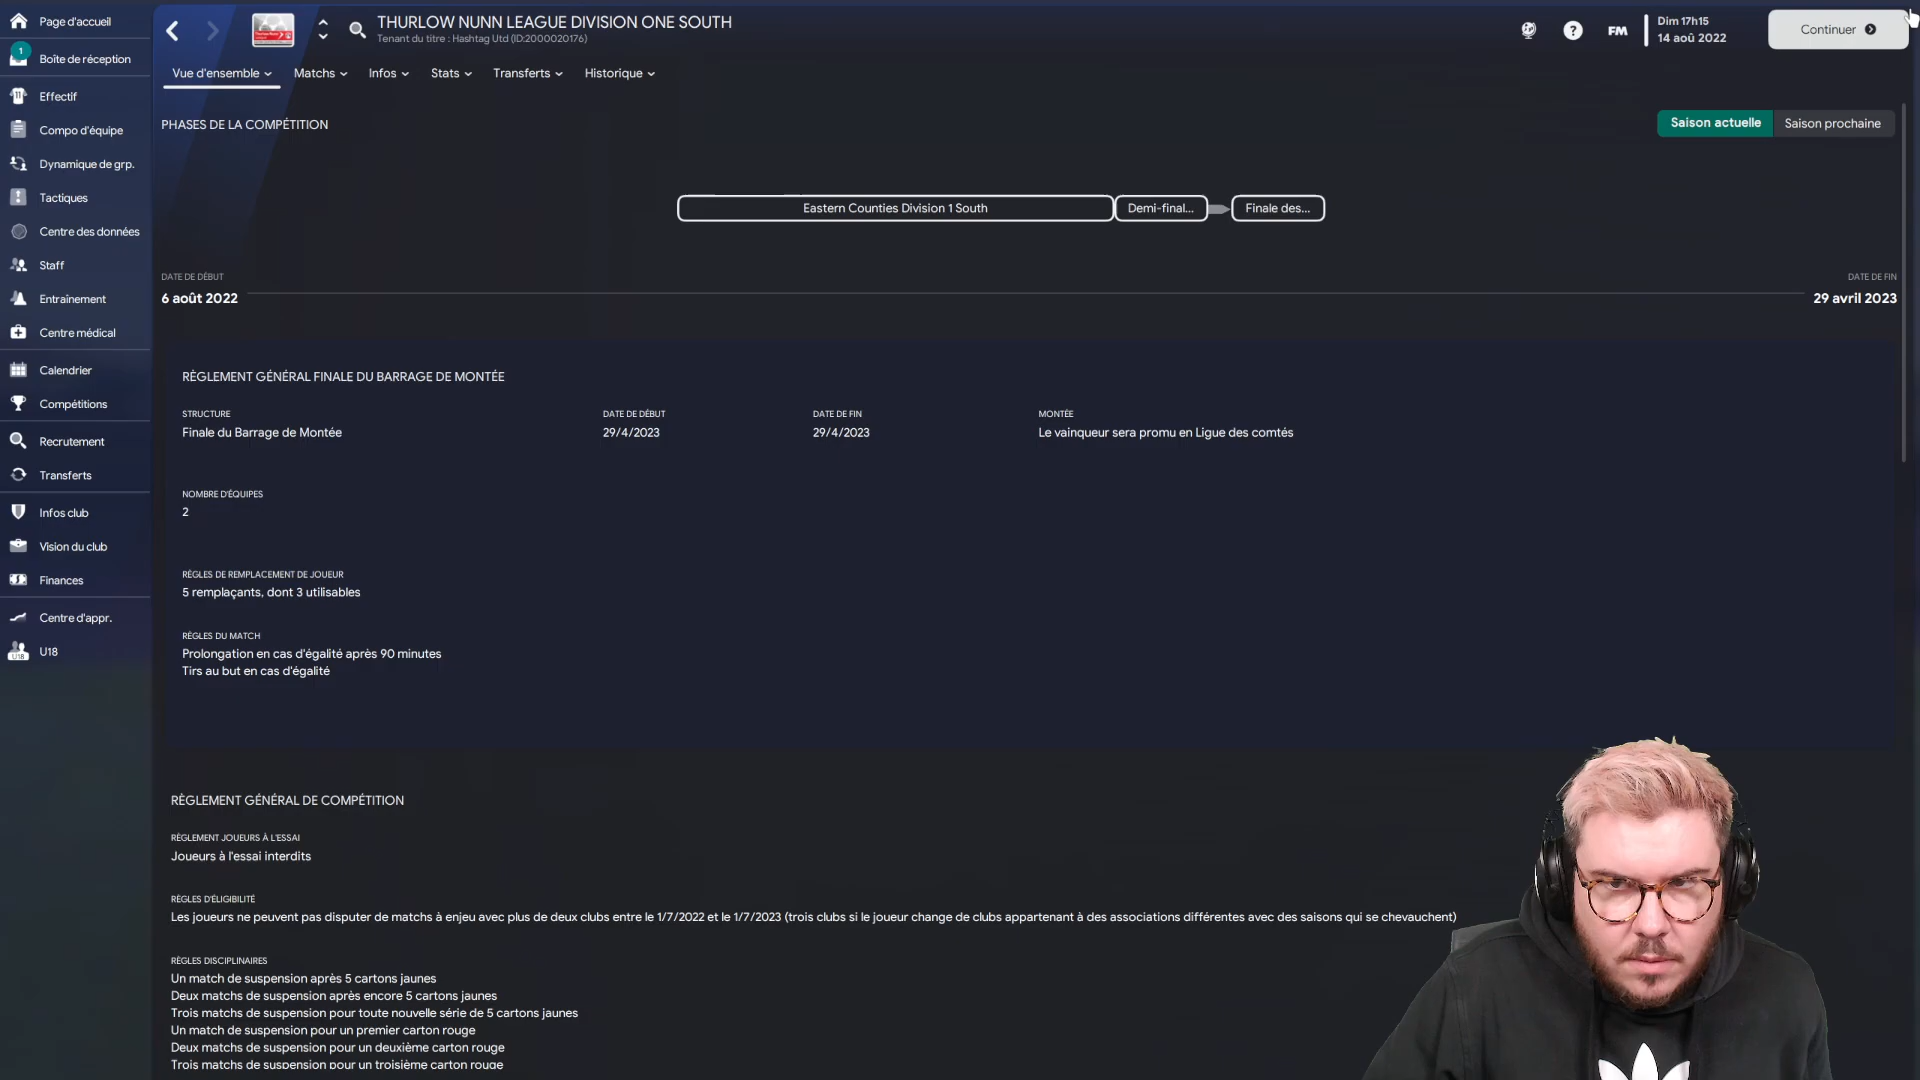 Page d'accueil
1
Boîte de réception
Effectif
Compo d'équipe
Dynamique de grp.
Tactiques
Centre des données
Staff
Entraînement
Centre médical
Calendrier
Compétitions
Recrutement
Transferts
Infos club
Vision du club
Finances
Centre d'appr.
U18
THURLOW NUNN LEAGUE DIVISION ONE SOUTH
Tenant du titre : Hashtag Utd (ID:2000020176)
FM
Dim 17h15
14 aoû 2022
Continuer
Vue d'ensemble
Matchs
Infos
Stats
Transferts
Historique
PHASES DE LA COMPÉTITION
Saison actuelle
Saison prochaine
Eastern Counties Division 1 South
Demi-final...
Finale des...
DATE DE DÉBUT
6 août 2022
DATE DE FIN
29 avril 2023
RÈGLEMENT GÉNÉRAL FINALE DU BARRAGE DE MONTÉE
STRUCTURE
Finale du Barrage de Montée
DATE DE DÉBUT
29/4/2023
DATE DE FIN
29/4/2023
MONTÉE
Le vainqueur sera promu en Ligue des comtés
NOMBRE D'ÉQUIPES
2
RÈGLES DE REMPLACEMENT DE JOUEUR
5 remplaçants, dont 3 utilisables
RÈGLES DU MATCH
Prolongation en cas d'égalité après 90 minutes
Tirs au but en cas d'égalité
RÈGLEMENT GÉNÉRAL DE COMPÉTITION
RÈGLEMENT JOUEURS À L'ESSAI
Joueurs à l'essai interdits
RÈGLES D'ÉLIGIBILITÉ
Les joueurs ne peuvent pas disputer de matchs à enjeu avec plus de deux clubs entre le 1/7/2022 et le 1/7/2023 (trois clubs si le joueur change de clubs appartenant à des associations différentes avec des saisons qui se chevauchent)
RÈGLES DISCIPLINAIRES
Un match de suspension après 5 cartons jaunes
Deux matchs de suspension après encore 5 cartons jaunes
Trois matchs de suspension pour toute nouvelle série de 5 cartons jaunes
Un match de suspension pour un premier carton rouge
Deux matchs de suspension pour un deuxième carton rouge
Trois matchs de suspension pour un troisième carton rouge